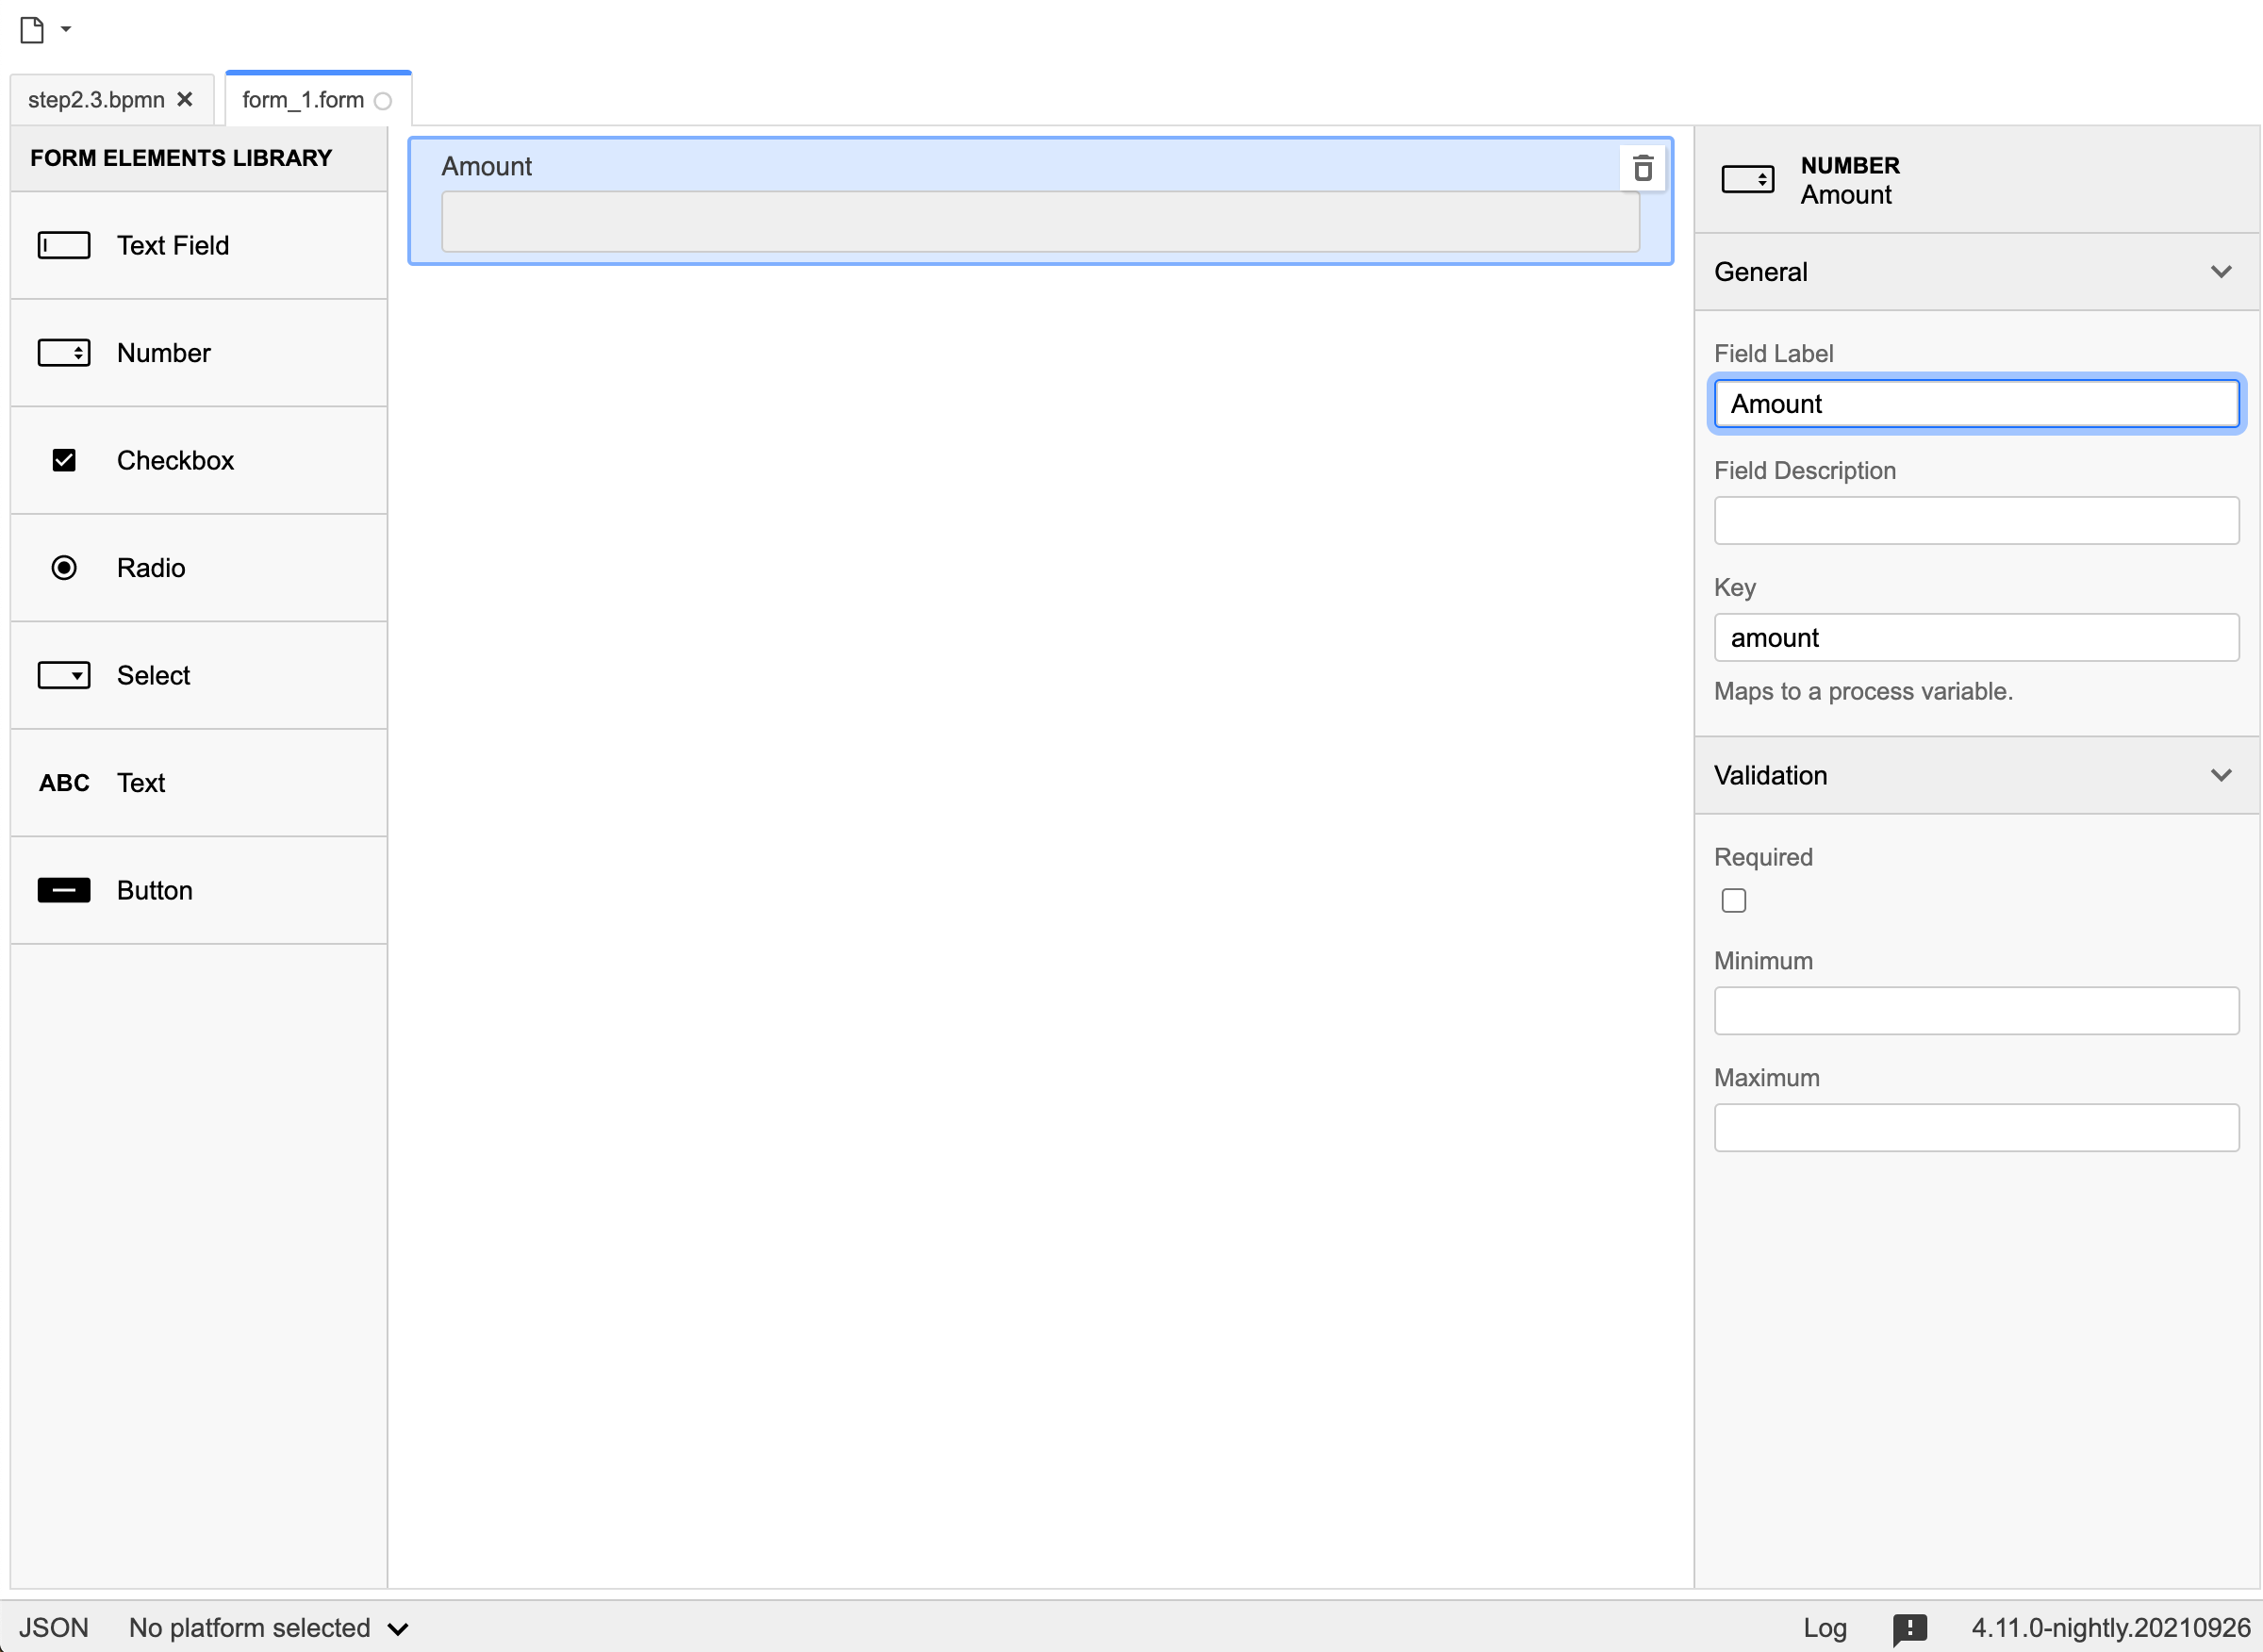 step2.3.bpmn
form_1.form
FORM ELEMENTS LIBRARY
Text Field
Number
Checkbox
Radio
Select
ABC Text
Button
Amount
NUMBER
Amount
General
Field Label
Amount
Field Description
Key
amount
Maps to a process variable.
Validation
Required
Minimum
Maximum
JSON No platform selected Log 4.11.0-nightly.20210926